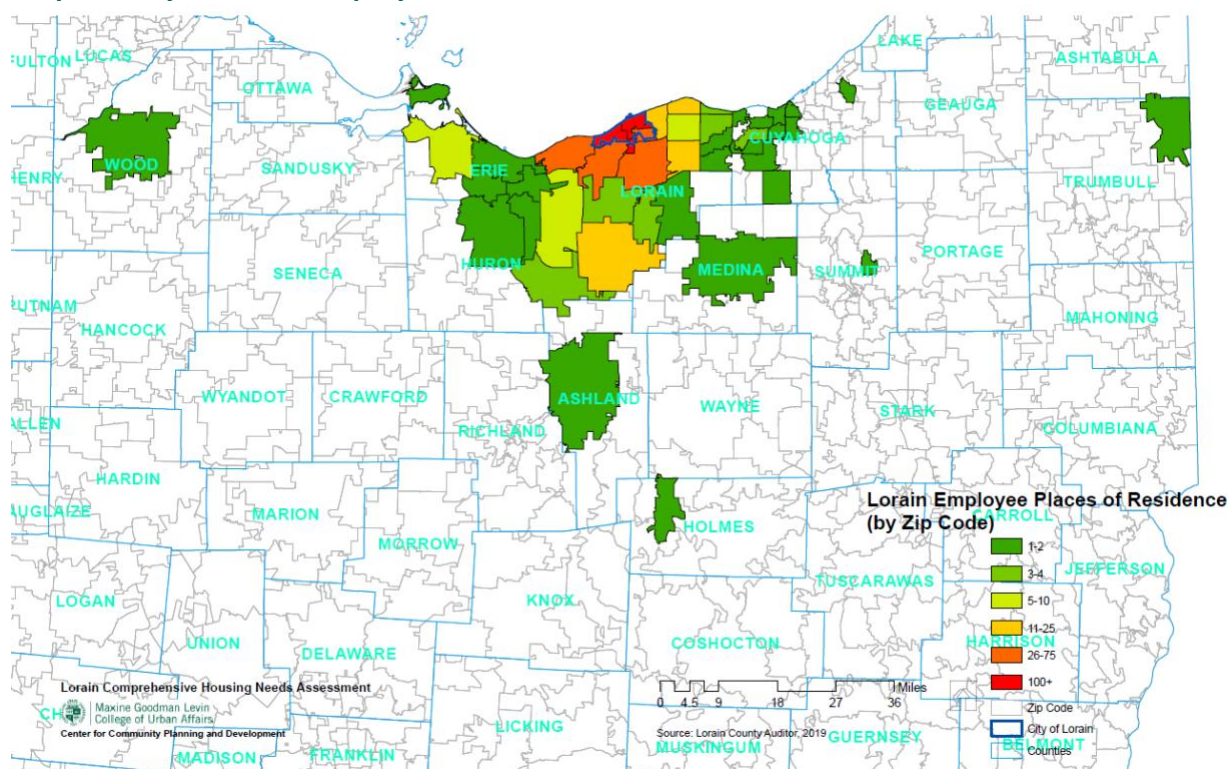 LAKE
FULTON
LUCAS
ASHTABULA
OTTAWA
GEAUGA
CUYAHOGA
WOOD
ERIE
SANDUSKY
HENRY
TRUMBULL
LORAIN
PORTAGE
HURON
MEDINA
SUMMIT
SENECA
PUTNAM
HANCOCK
MAHONING
WYANDOT
CRAWFORD
ASHLAND
WAYNE
STARK
ALLEN
RICHLAND
COLUMBIANA
HARDIN
Lorain Employee Places of Residence
(by Zip Code)
AUGLAIZE
MARION
CARROLL
HOLMES
MORROW
1-2
3-4
JEFFERSON
TUSCARAWAS
LOGAN
KNOX
5-10
11-25
UNION
COSHOCTON
HARRISON
DELAWARE
26-75
Lorain Comprehensive Housing Needs Assessment
Miles
100+
0 4.5 9 18 27 36
Zip Code
CH
Maxine Goodman Levin
College of Urban Affairs
LICKING
City of Lorain
Center for Community Planning and Development
Source: Lorain County Auditor, 2019
GUERNSEY
MUSKINGUM
BELMONT
Counties
MADISON
FRANKLIN